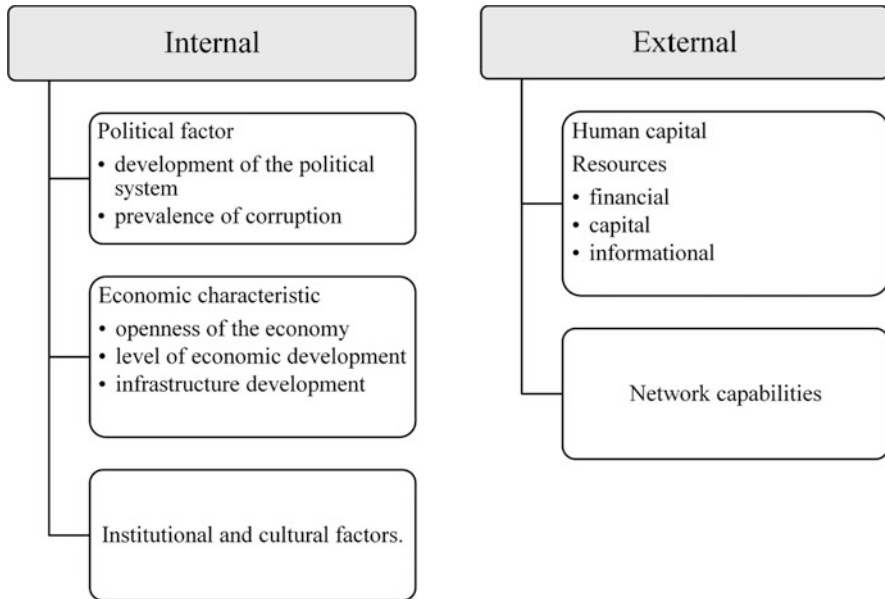 Internal
Political factor
• development of the political
system
• prevalence of corruption
Economic characteristic
• openness of the economy
• level of economic development
• infrastructure development
Institutional and cultural factors.
External
Human capital
Resources
• financial
• capital
• informational
Network capabilities